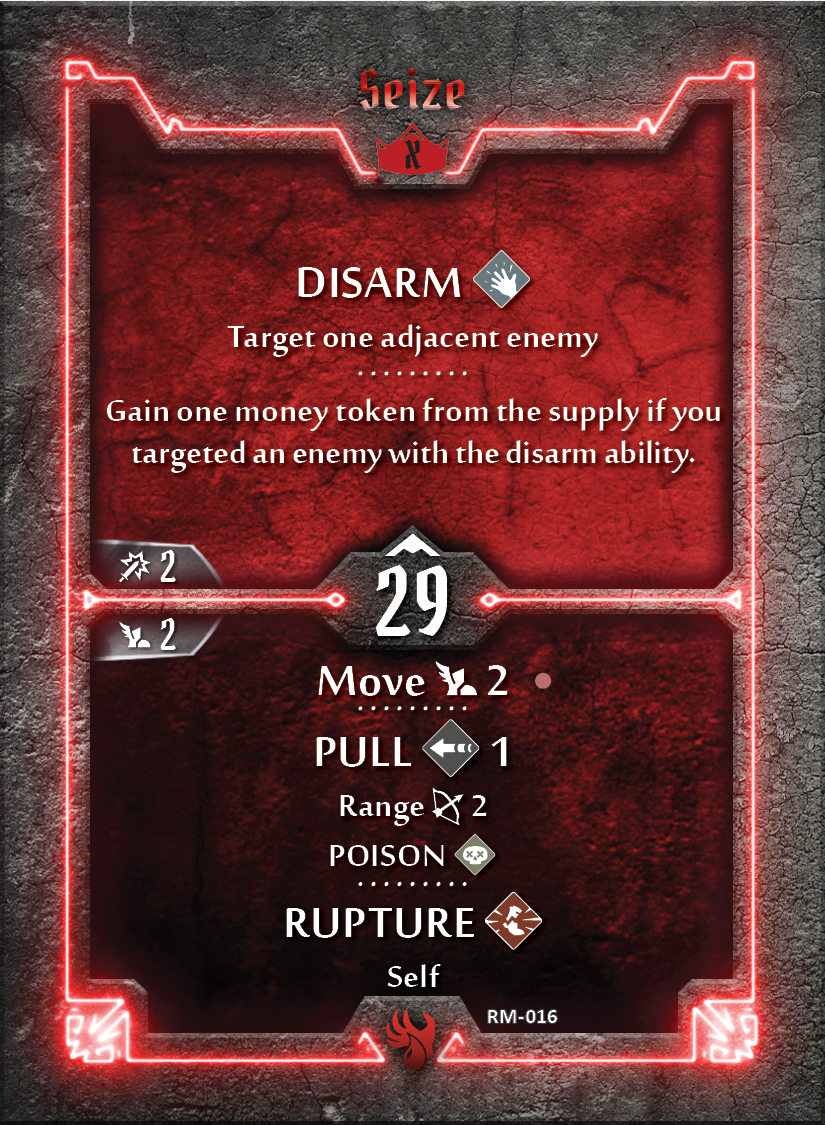 Seize
X
DISARM
Target one adjacent enemy
Gain one money token from the supply if you
targeted an enemy with the disarm ability.
2
29
2
Move 2
PULL 1
Range 2
POISON
RUPTURE
Self
RM-016